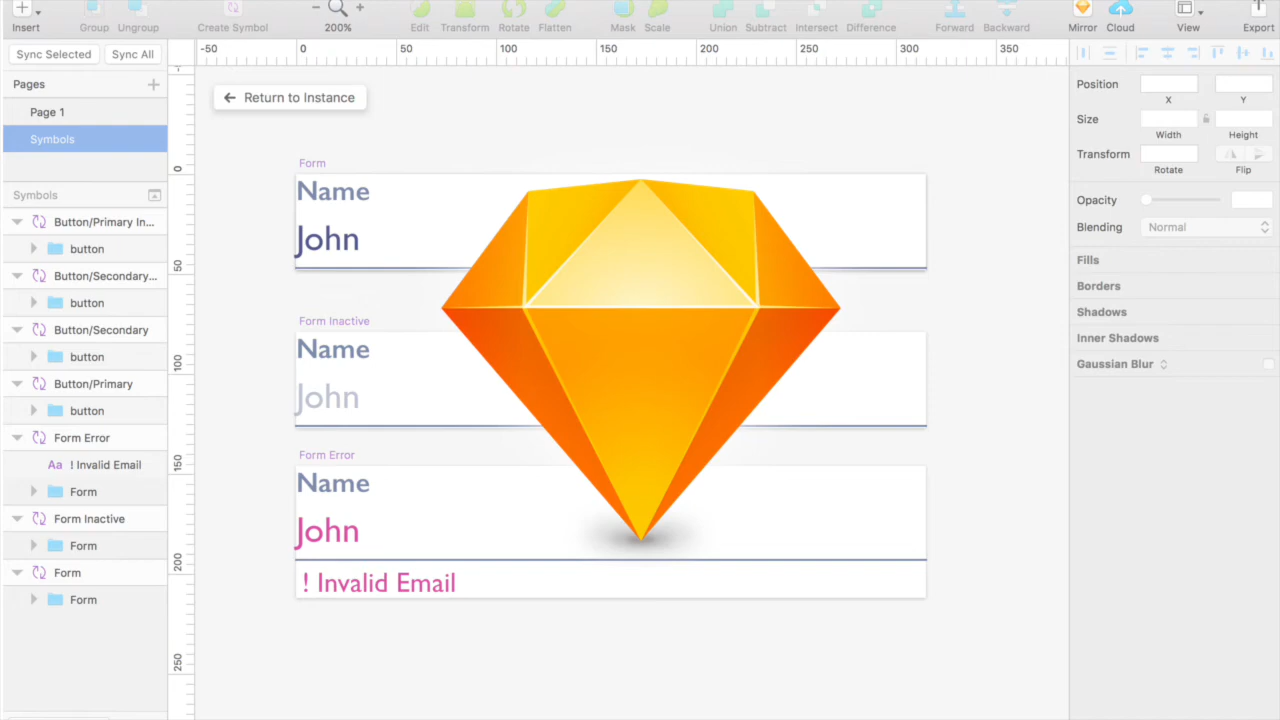 Insert
Group
Ungroup
Create Symbol
200%
Edit
Transform
Rotate
Flatten
Mask
Scale
Union
Subtract
Intersect
Difference
Forward
Backward
Mirror
Cloud
View
Export
Sync Selected
Sync All
-50
0
50
100
150
200
250
300
350
Pages
Page 1
Symbols
Symbols
Button/Primary In...
button
Button/Secondary...
button
Button/Secondary
button
Button/Primary
button
Form Error
Aa ! Invalid Email
Form
Form Inactive
Form
Form
Form
0
50
100
150
200
250
← Return to Instance
Form
Name
John
Form Inactive
Name
John
Form Error
Name
John
! Invalid Email
Position
X
Y
Size
Width
Height
Transform
Rotate
Flip
Opacity
Blending
Normal
Fills
Borders
Shadows
Inner Shadows
Gaussian Blur